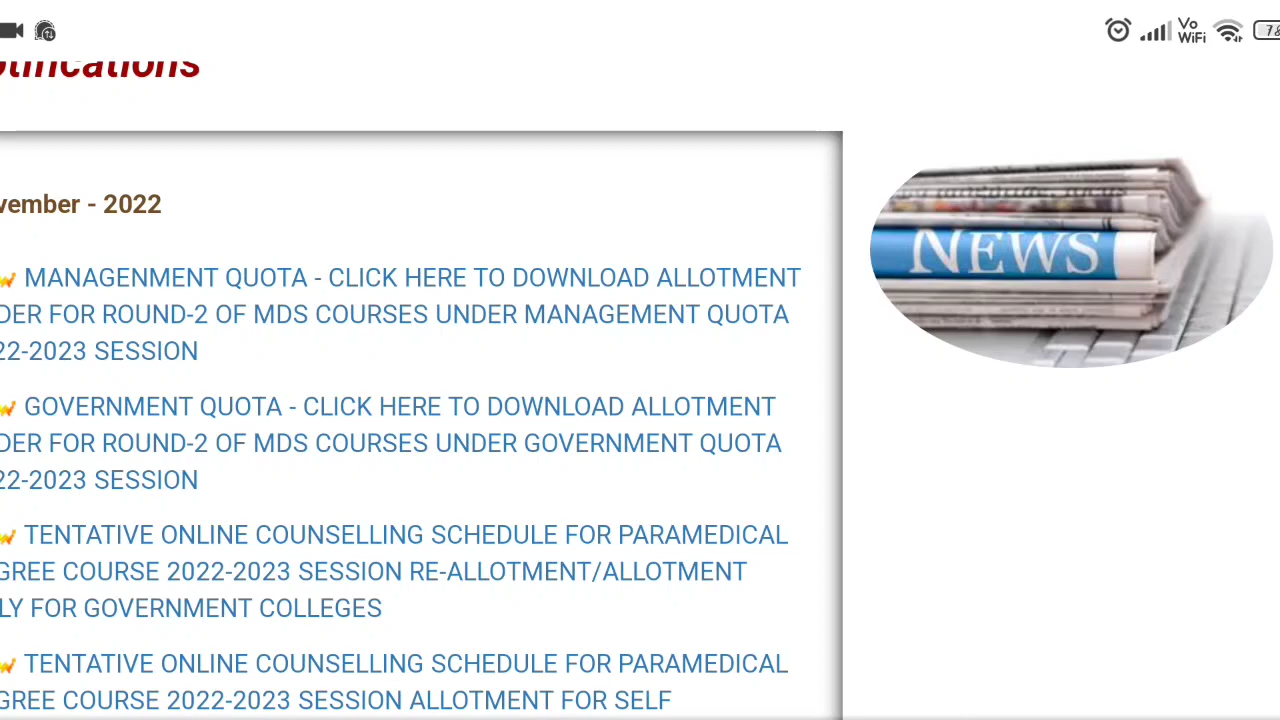 Vo
WiFi
otifications
vember - 2022
NEWS
MANAGENMENT QUOTA - CLICK HERE TO DOWNLOAD ALLOTMENT
DER FOR ROUND-2 OF MDS COURSES UNDER MANAGEMENT QUOTA
22-2023 SESSION
GOVERNMENT QUOTA - CLICK HERE TO DOWNLOAD ALLOTMENT
DER FOR ROUND-2 OF MDS COURSES UNDER GOVERNMENT QUOTA
22-2023 SESSION
TENTATIVE ONLINE COUNSELLING SCHEDULE FOR PARAMEDICAL
GREE COURSE 2022-2023 SESSION RE-ALLOTMENT/ALLOTMENT
LY FOR GOVERNMENT COLLEGES
TENTATIVE ONLINE COUNSELLING SCHEDULE FOR PARAMEDICAL
GREE COURSE 2022-2023 SESSION ALLOTMENT FOR SELF